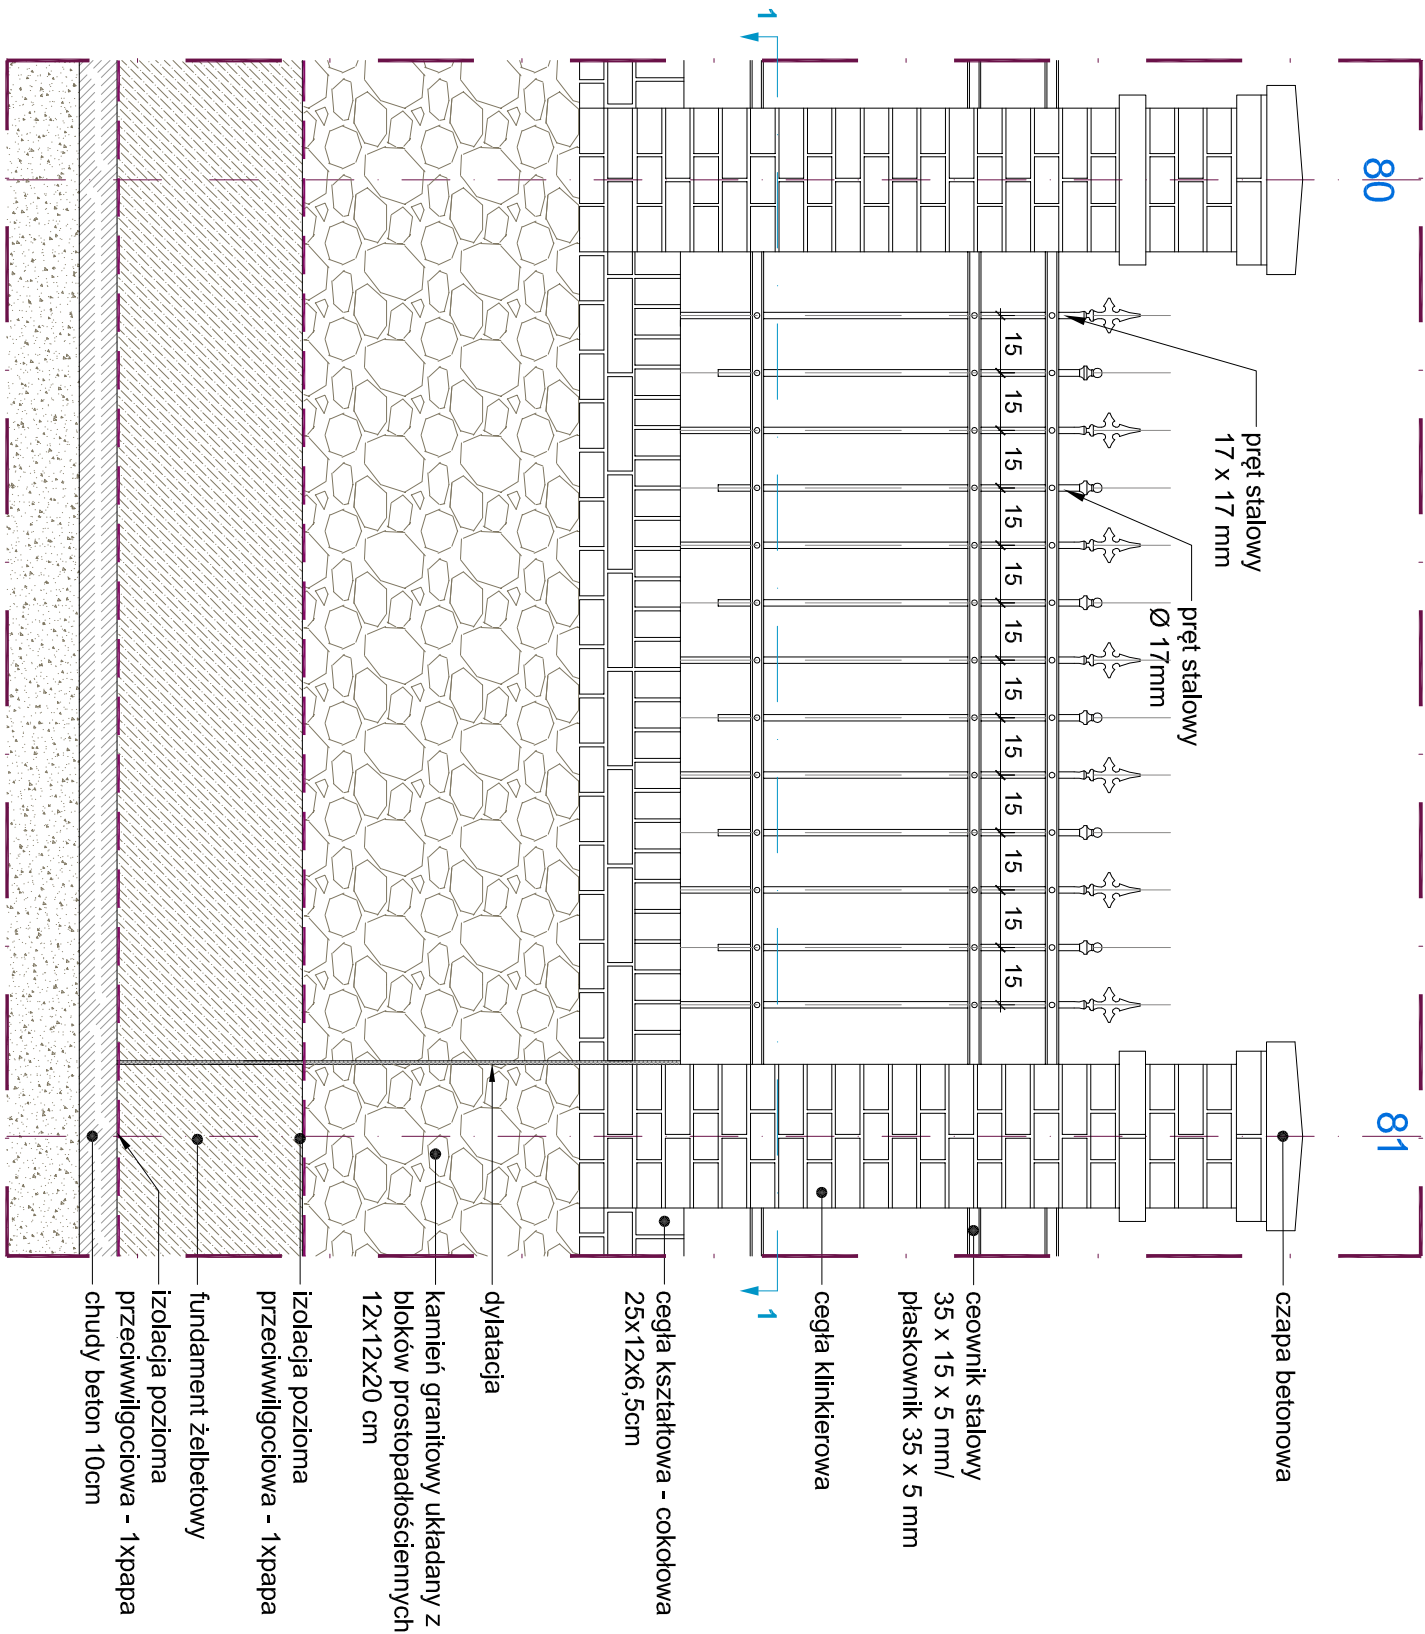 80
81
1
1
pręt stalowy
17 x 17 mm
pręt stalowy
Ø 17mm
15
15
15
15
15
15
15
15
15
15
15
15
czapa betonowa
ceownik stalowy
35 x 15 x 5 mm/
płaskownik 35 x 5 mm
cegła klinkierowa
cegła kształtowa - cokołowa
25x12x6,5cm
dylatacja
kamień granitowy układany z
bloków prostopadłościennych
12x12x20 cm
izolacja pozioma
przeciwwilgociowa - 1xpapa
fundament żelbetowy
izolacja pozioma
przeciwwilgociowa - 1xpapa
chudy beton 10cm